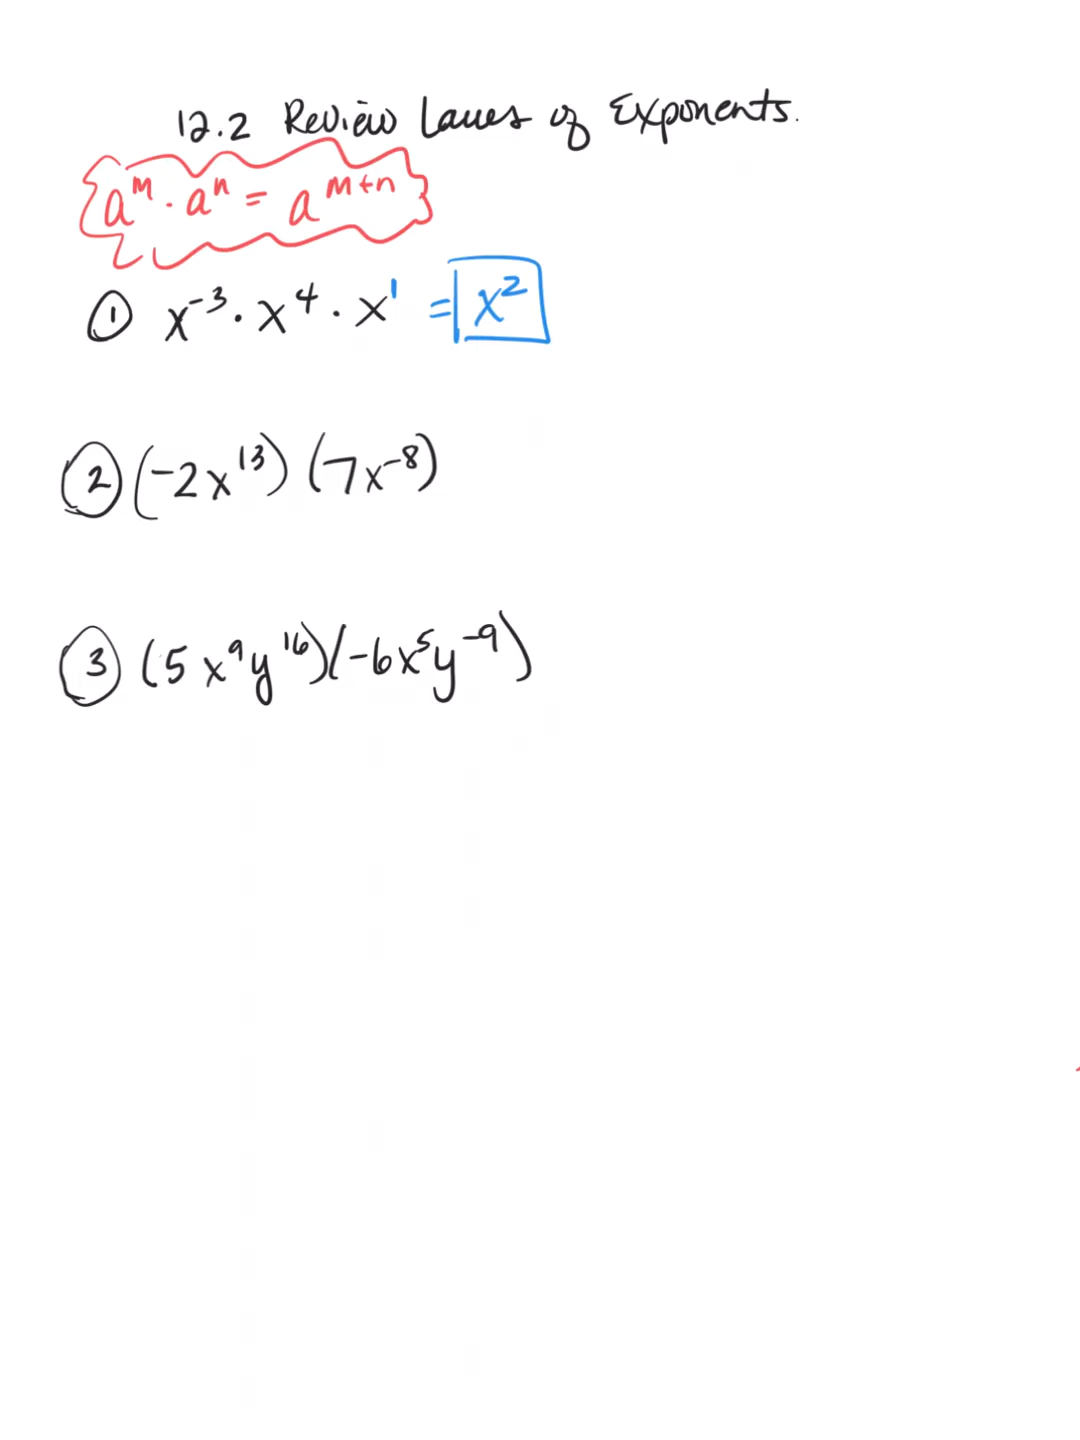 12.2 Review Laws of Exponents.
a^m · a^n = a^{m+n}
① x^{-3} · x^4 · x^1 = x^2
② (-2x^{13}) (7x^{-8})
③ (5x^9y^{16})(-6x^5y^{-9})